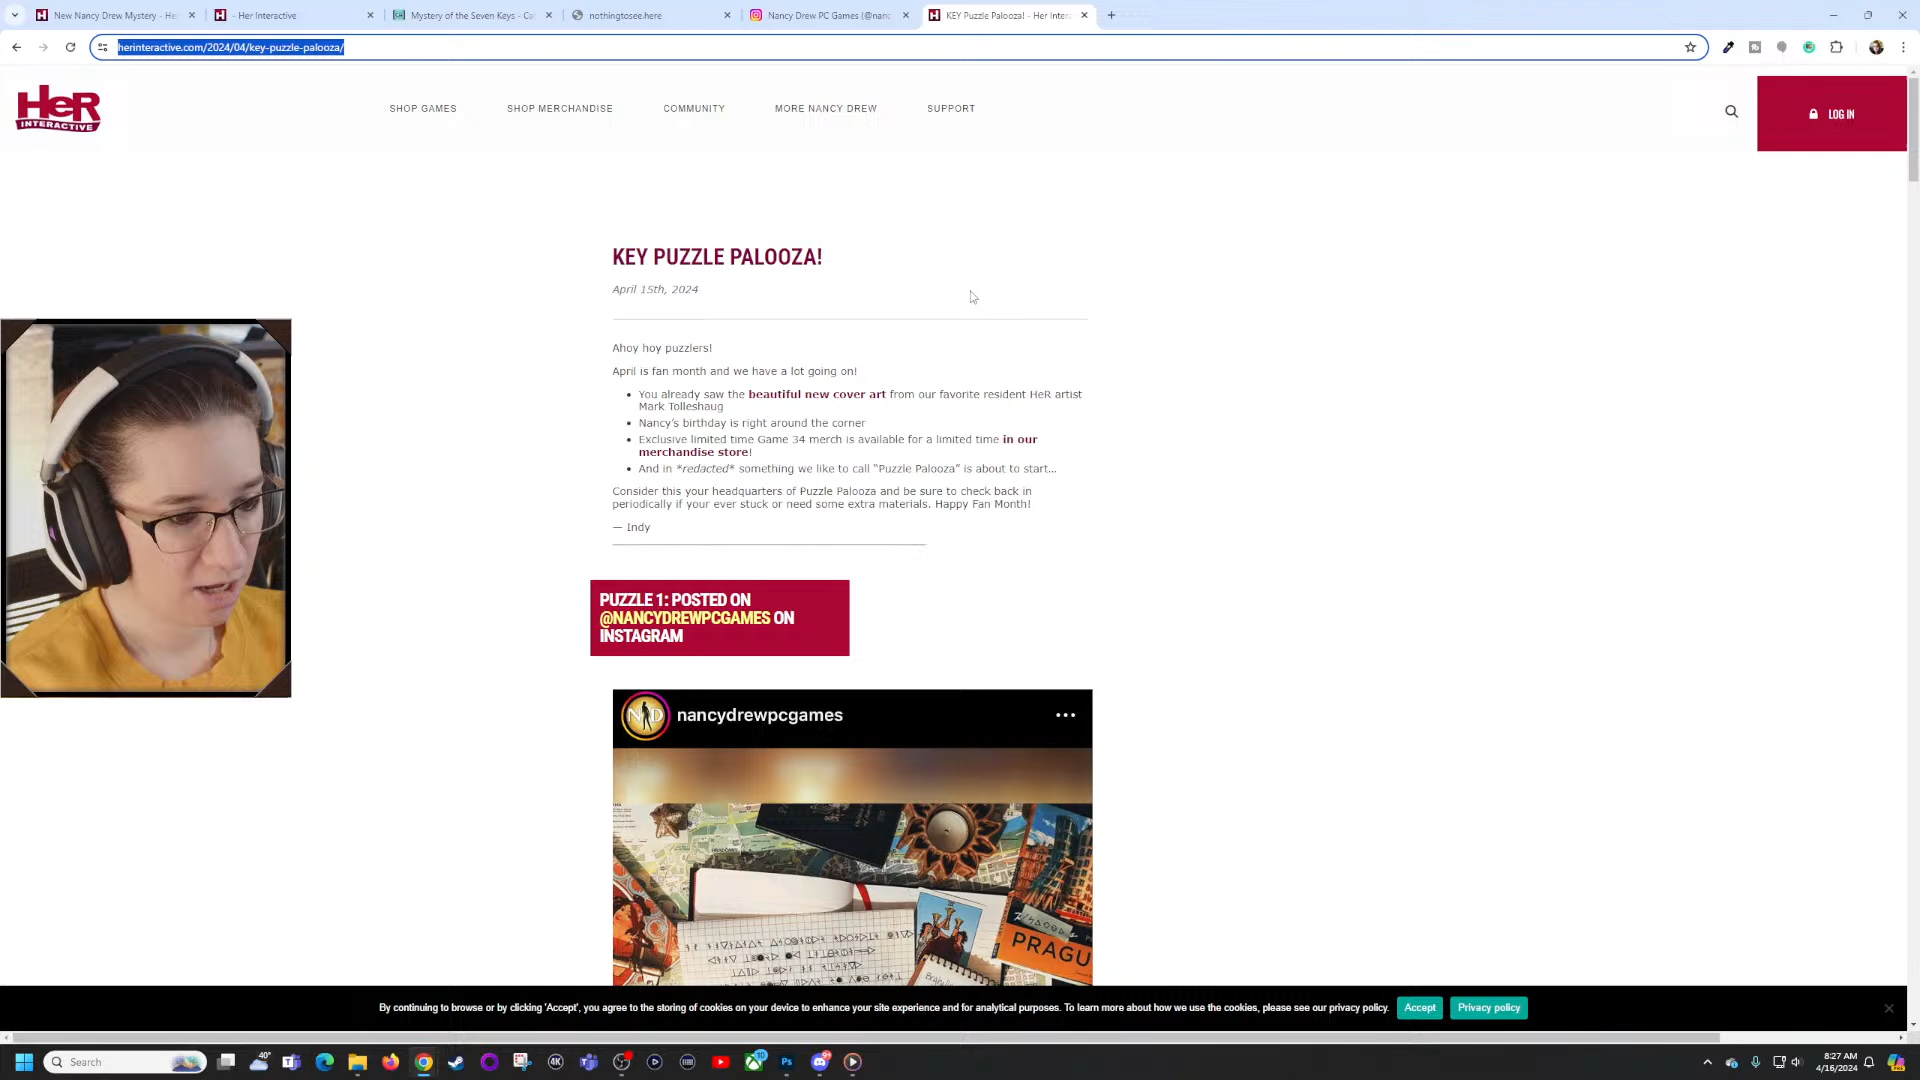 New Nancy Drew Mystery - Her
- Her Interactive
Mystery of the Seven Keys - Ca
nothingtosee.here
Nancy Drew PC Games (@nanc
KEY Puzzle Palooza! - Her Intera
herinteractive.com/2024/04/key-puzzle-palooza/
HeR
INTERACTIVE
SHOP GAMES
SHOP MERCHANDISE
COMMUNITY
MORE NANCY DREW
SUPPORT
LOG IN
KEY PUZZLE PALOOZA!
April 15th, 2024
Ahoy hoy puzzlers!
April is fan month and we have a lot going on!
• You already saw the beautiful new cover art from our favorite resident HeR artist
Mark Tolleshaug
• Nancy’s birthday is right around the corner
• Exclusive limited time Game 34 merch is available for a limited time in our
merchandise store!
• And in *redacted* something we like to call “Puzzle Palooza” is about to start…
Consider this your headquarters of Puzzle Palooza and be sure to check back in
periodically if your ever stuck or need some extra materials. Happy Fan Month!
— Indy
PUZZLE 1: POSTED ON
@NANCYDREWPCGAMES ON
INSTAGRAM
ND
nancydrewpcgames
PRAGU
By continuing to browse or by clicking 'Accept', you agree to the storing of cookies on your device to enhance your site experience and for analytical purposes. To learn more about how we use the cookies, please see our privacy policy.
Accept
Privacy policy
Search
40°
4K
10
Ps
8:27 AM
4/16/2024